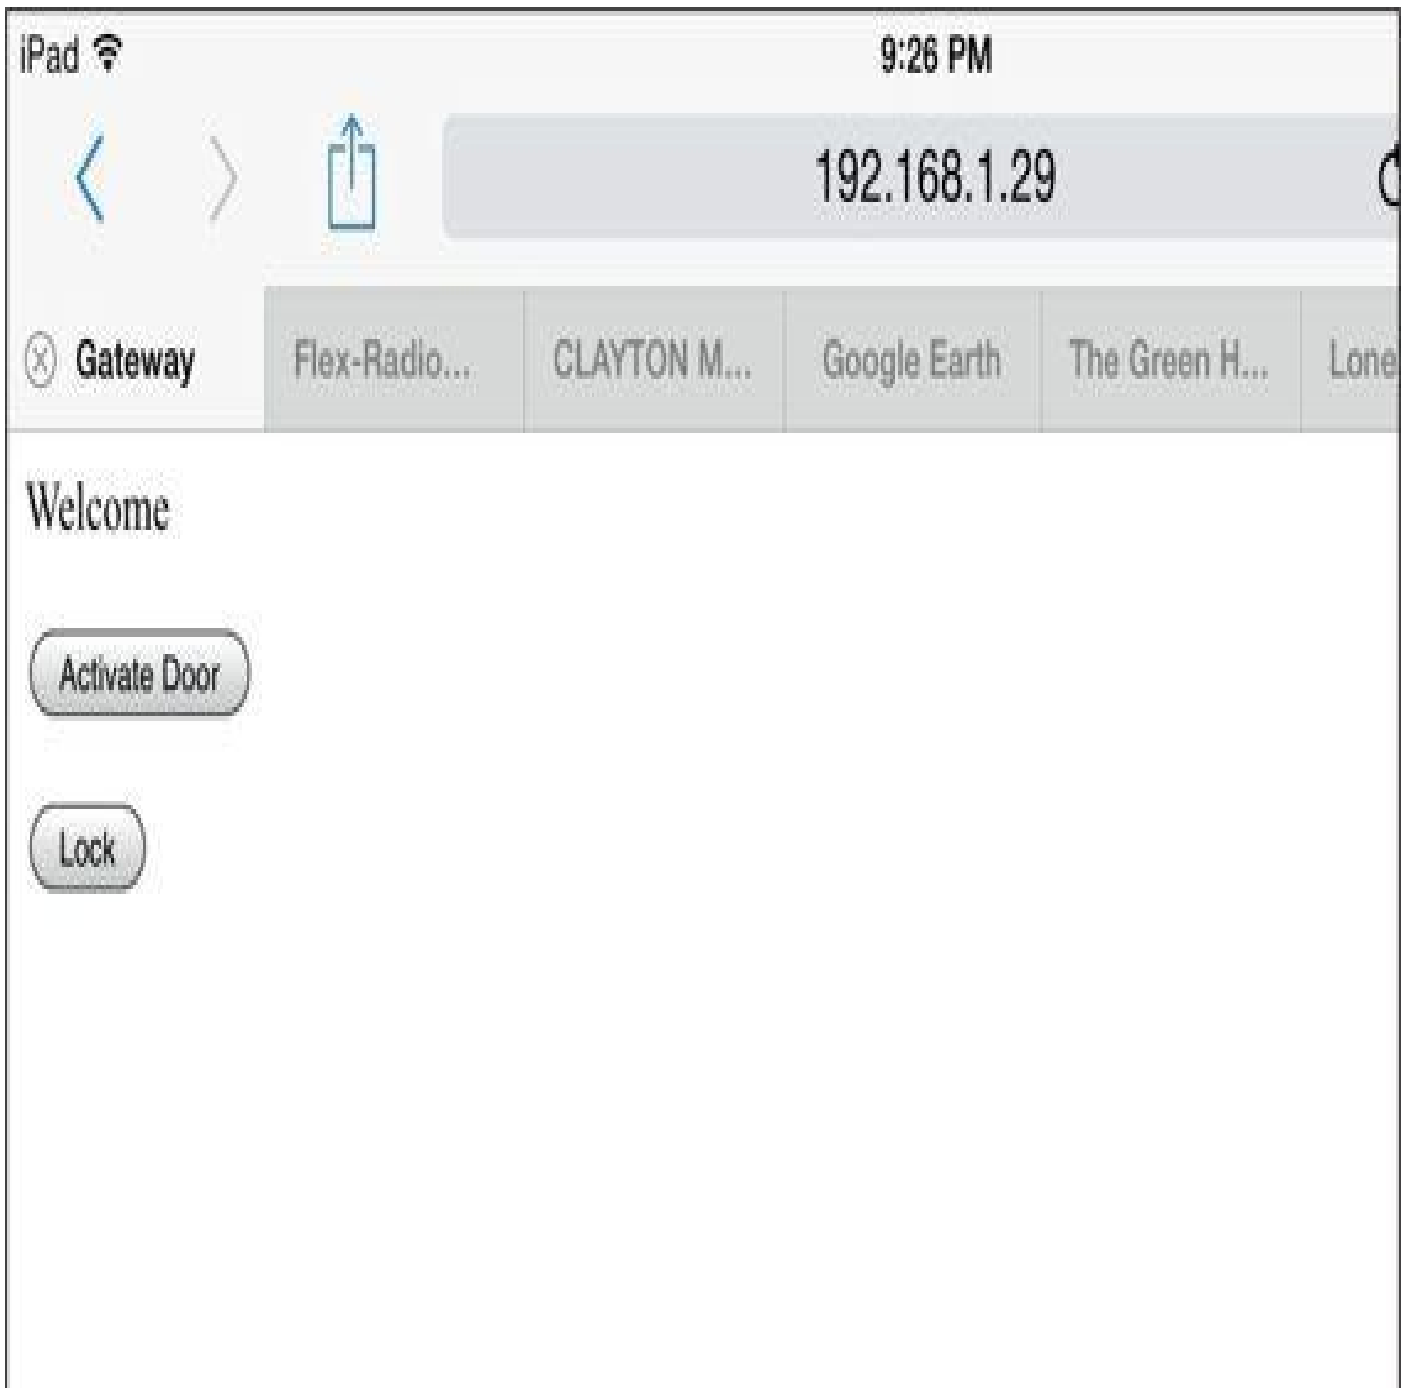 iPad 9:26 PM
192.168.1.29
Gateway Flex-Radio... CLAYTON M... Google Earth The Green H... Lone
Welcome
Activate Door
Lock